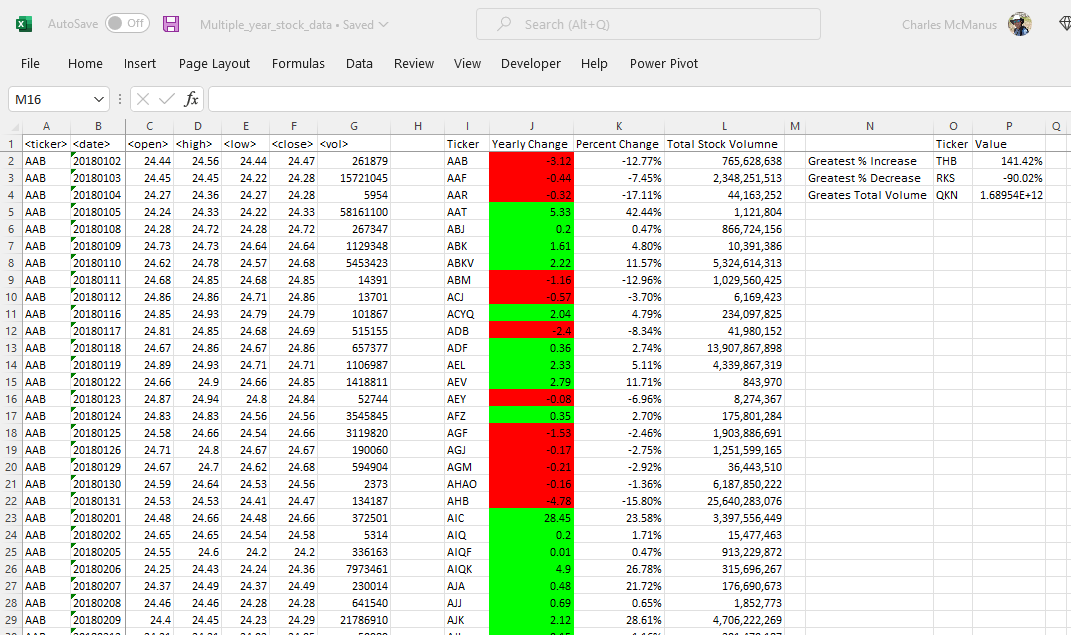 AutoSave Off Multiple_year_stock_data • Saved Search (Alt+Q) Charles McManus
File Home Insert Page Layout Formulas Data Review View Developer Help Power Pivot
M16 fx
A B C D E F G H I J K L M N O P Q
1 <ticker> <date> <open> <high> <low> <close> <vol> Ticker Yearly Change Percent Change Total Stock Volumne Ticker Value
2 AAB 20180102 24.44 24.56 24.44 24.47 261879 AAB -3.12 -12.77% 765,628,638 Greatest % Increase THB 141.42%
3 AAB 20180103 24.45 24.45 24.22 24.28 15721045 AAF -0.44 -7.45% 2,348,251,513 Greatest % Decrease RKS -90.02%
4 AAB 20180104 24.27 24.36 24.27 24.28 5954 AAR -0.32 -17.11% 44,163,252 Greates Total Volume QKN 1.68954E+12
5 AAB 20180105 24.24 24.33 24.22 24.33 58161100 AAT 5.33 42.44% 1,121,804
6 AAB 20180108 24.28 24.72 24.28 24.72 267347 ABJ 0.2 0.47% 866,724,156
7 AAB 20180109 24.73 24.73 24.64 24.64 1129348 ABK 1.61 4.80% 10,391,386
8 AAB 20180110 24.62 24.78 24.57 24.68 5453423 ABKV 2.22 11.57% 5,324,614,313
9 AAB 20180111 24.68 24.85 24.68 24.85 14391 ABM -1.16 -12.96% 1,029,560,425
10 AAB 20180112 24.86 24.86 24.71 24.86 13701 ACJ -0.57 -3.70% 6,169,423
11 AAB 20180116 24.85 24.93 24.79 24.79 101867 ACYQ 2.04 4.79% 234,097,825
12 AAB 20180117 24.81 24.85 24.68 24.69 515155 ADB -2.4 -8.34% 41,980,152
13 AAB 20180118 24.67 24.86 24.67 24.86 657377 ADF 0.36 2.74% 13,907,867,898
14 AAB 20180119 24.89 24.93 24.71 24.71 1106987 AEL 2.33 5.11% 4,339,867,319
15 AAB 20180122 24.66 24.9 24.66 24.85 1418811 AEV 2.79 11.71% 843,970
16 AAB 20180123 24.87 24.94 24.8 24.84 52744 AEY -0.08 -6.96% 8,274,367
17 AAB 20180124 24.83 24.83 24.56 24.56 3545845 AFZ 0.35 2.70% 175,801,284
18 AAB 20180125 24.58 24.66 24.54 24.66 3119820 AGF -1.53 -2.46% 1,903,886,691
19 AAB 20180126 24.71 24.8 24.67 24.67 190060 AGJ -0.17 -2.75% 1,251,599,165
20 AAB 20180129 24.67 24.7 24.62 24.68 594904 AGM -0.21 -2.92% 36,443,510
21 AAB 20180130 24.59 24.64 24.53 24.56 2373 AHAO -0.16 -1.36% 6,187,850,222
22 AAB 20180131 24.53 24.53 24.41 24.47 134187 AHB -4.78 -15.80% 25,640,283,076
23 AAB 20180201 24.48 24.66 24.48 24.66 372501 AIC 28.45 23.58% 3,397,556,449
24 AAB 20180202 24.65 24.65 24.54 24.58 5314 AIQ 0.2 1.71% 15,477,463
25 AAB 20180205 24.55 24.6 24.2 24.2 336163 AIQF 0.01 0.47% 913,229,872
26 AAB 20180206 24.25 24.43 24.24 24.36 7973461 AIQK 4.9 26.78% 315,696,267
27 AAB 20180207 24.37 24.49 24.37 24.49 230014 AJA 0.48 21.72% 176,690,673
28 AAB 20180208 24.46 24.46 24.28 24.28 641540 AJJ 0.69 0.65% 1,852,773
29 AAB 20180209 24.4 24.45 24.23 24.29 21786910 AJK 2.12 28.61% 4,706,222,269